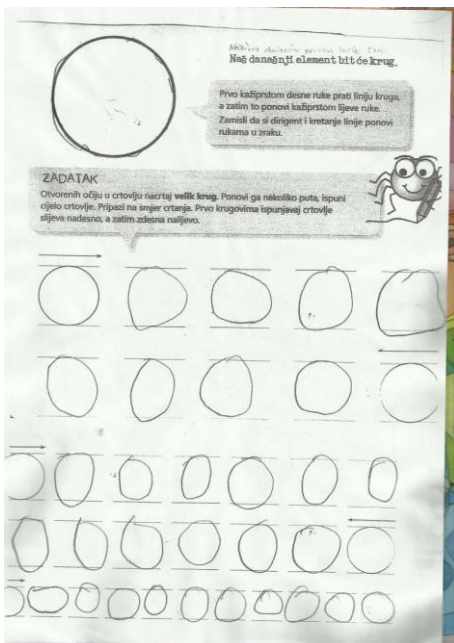 Naš današnji element bit će krug.
Prvo kažiprstom desne ruke prati liniju kruga,
a zatim to ponovi kažiprstom lijeve ruke.
Zamisli da si dirigent i kretanje linije ponovi
rukama u zraku.
ZADATAK
Otvorenih očiju u crtovlju nacrtaj velik krug. Ponovi ga nekoliko puta, ispuni
cijelo crtovlje. Pripazi na smjer crtanja. Prvo krugovima ispunjavaj crtovlje
slijeva nadesno, a zatim zdesna nalijevo.